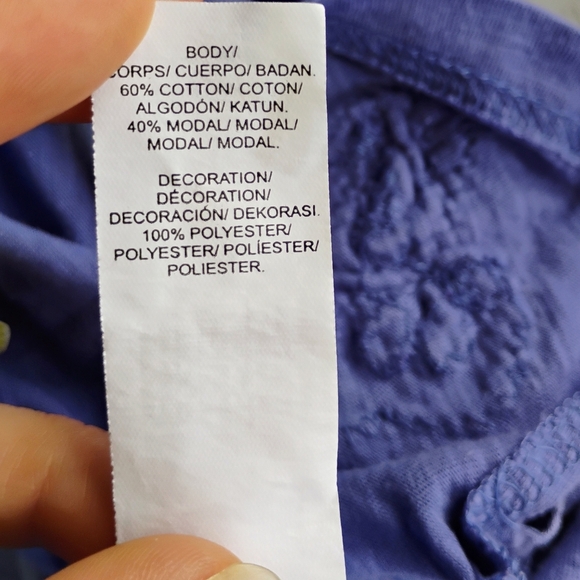 BODY/
CORPS/ CUERPO/ BADAN.
60% COTTON/ COTON/
ALGODÓN/ KATUN.
40% MODAL/ MODAL/
MODAL/ MODAL.
DECORATION/
DÉCORATION/
DECORACIÓN/ DEKORASI.
100% POLYESTER/
POLYESTER/ POLÍESTER/
POLIESTER.